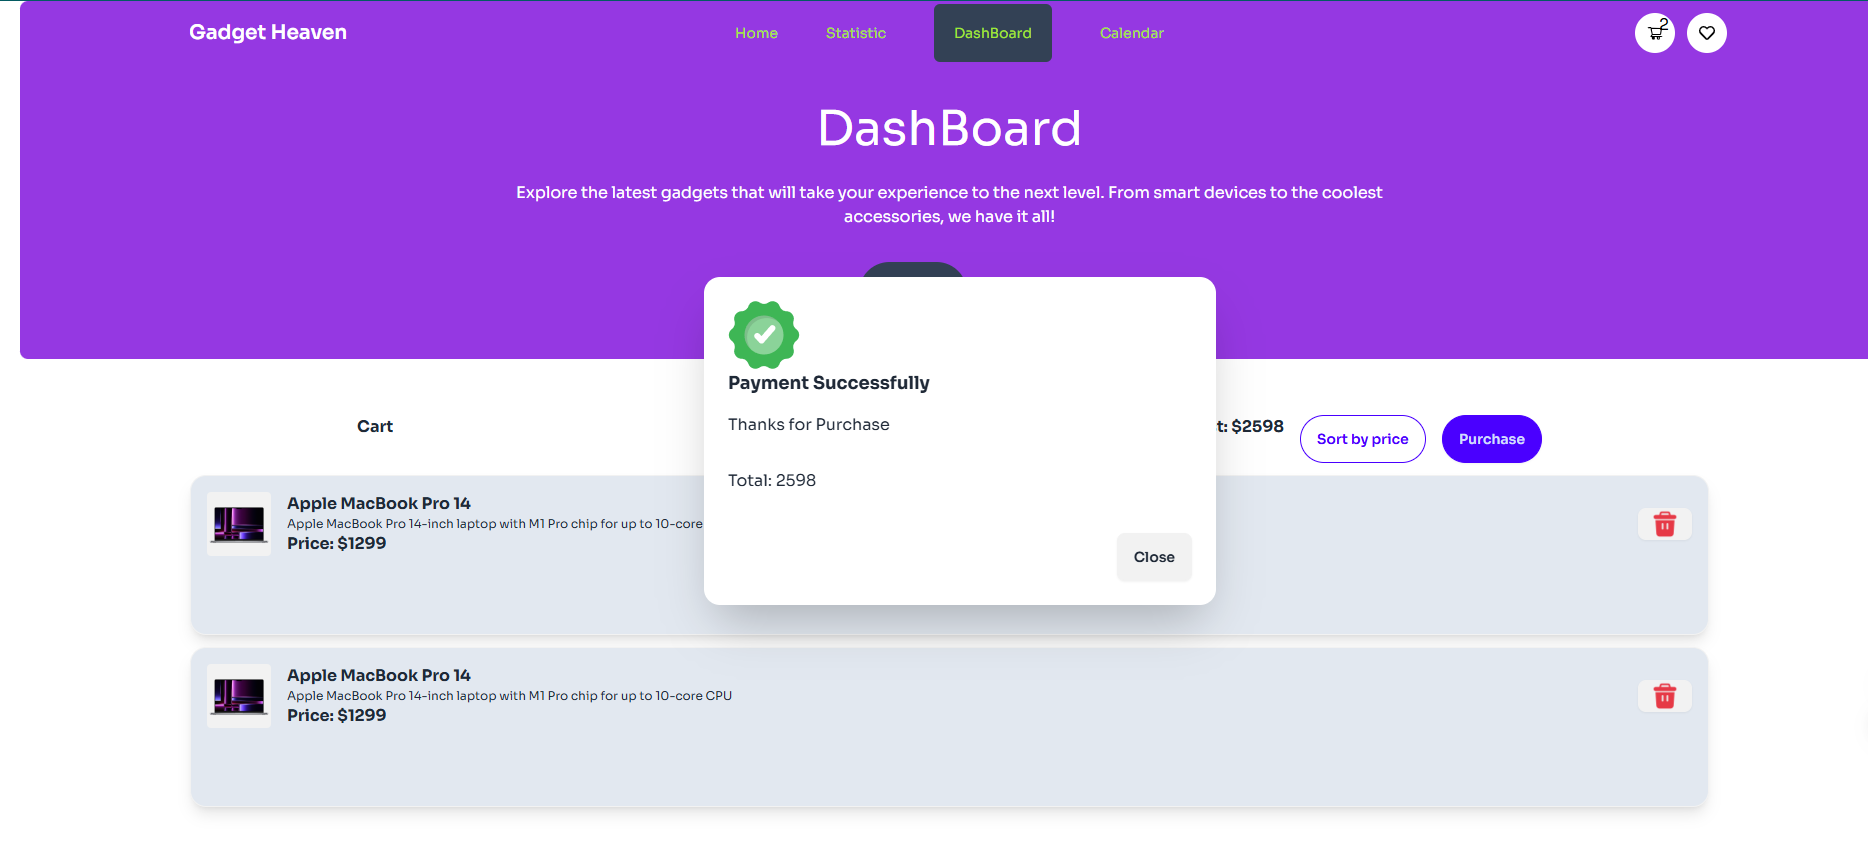 Gadget Heaven
Home
Statistic
DashBoard
Calendar
2
DashBoard
Explore the latest gadgets that will take your experience to the next level. From smart devices to the coolest
accessories, we have it all!
Payment Successfully
Thanks for Purchase
Total: 2598
Close
Cart
t: $2598
Sort by price
Purchase
Apple MacBook Pro 14
Apple MacBook Pro 14-inch laptop with M1 Pro chip for up to 10-core
Price: $1299
Apple MacBook Pro 14
Apple MacBook Pro 14-inch laptop with M1 Pro chip for up to 10-core CPU
Price: $1299